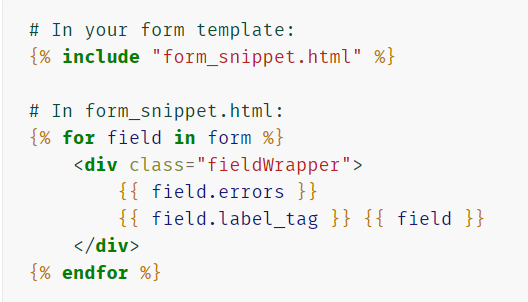 # In your form template:
{% include "form_snippet.html" %}

# In form_snippet.html:
{% for field in form %}
    <div class="fieldWrapper">
        {{ field.errors }}
        {{ field.label_tag }} {{ field }}
    </div>
{% endfor %}